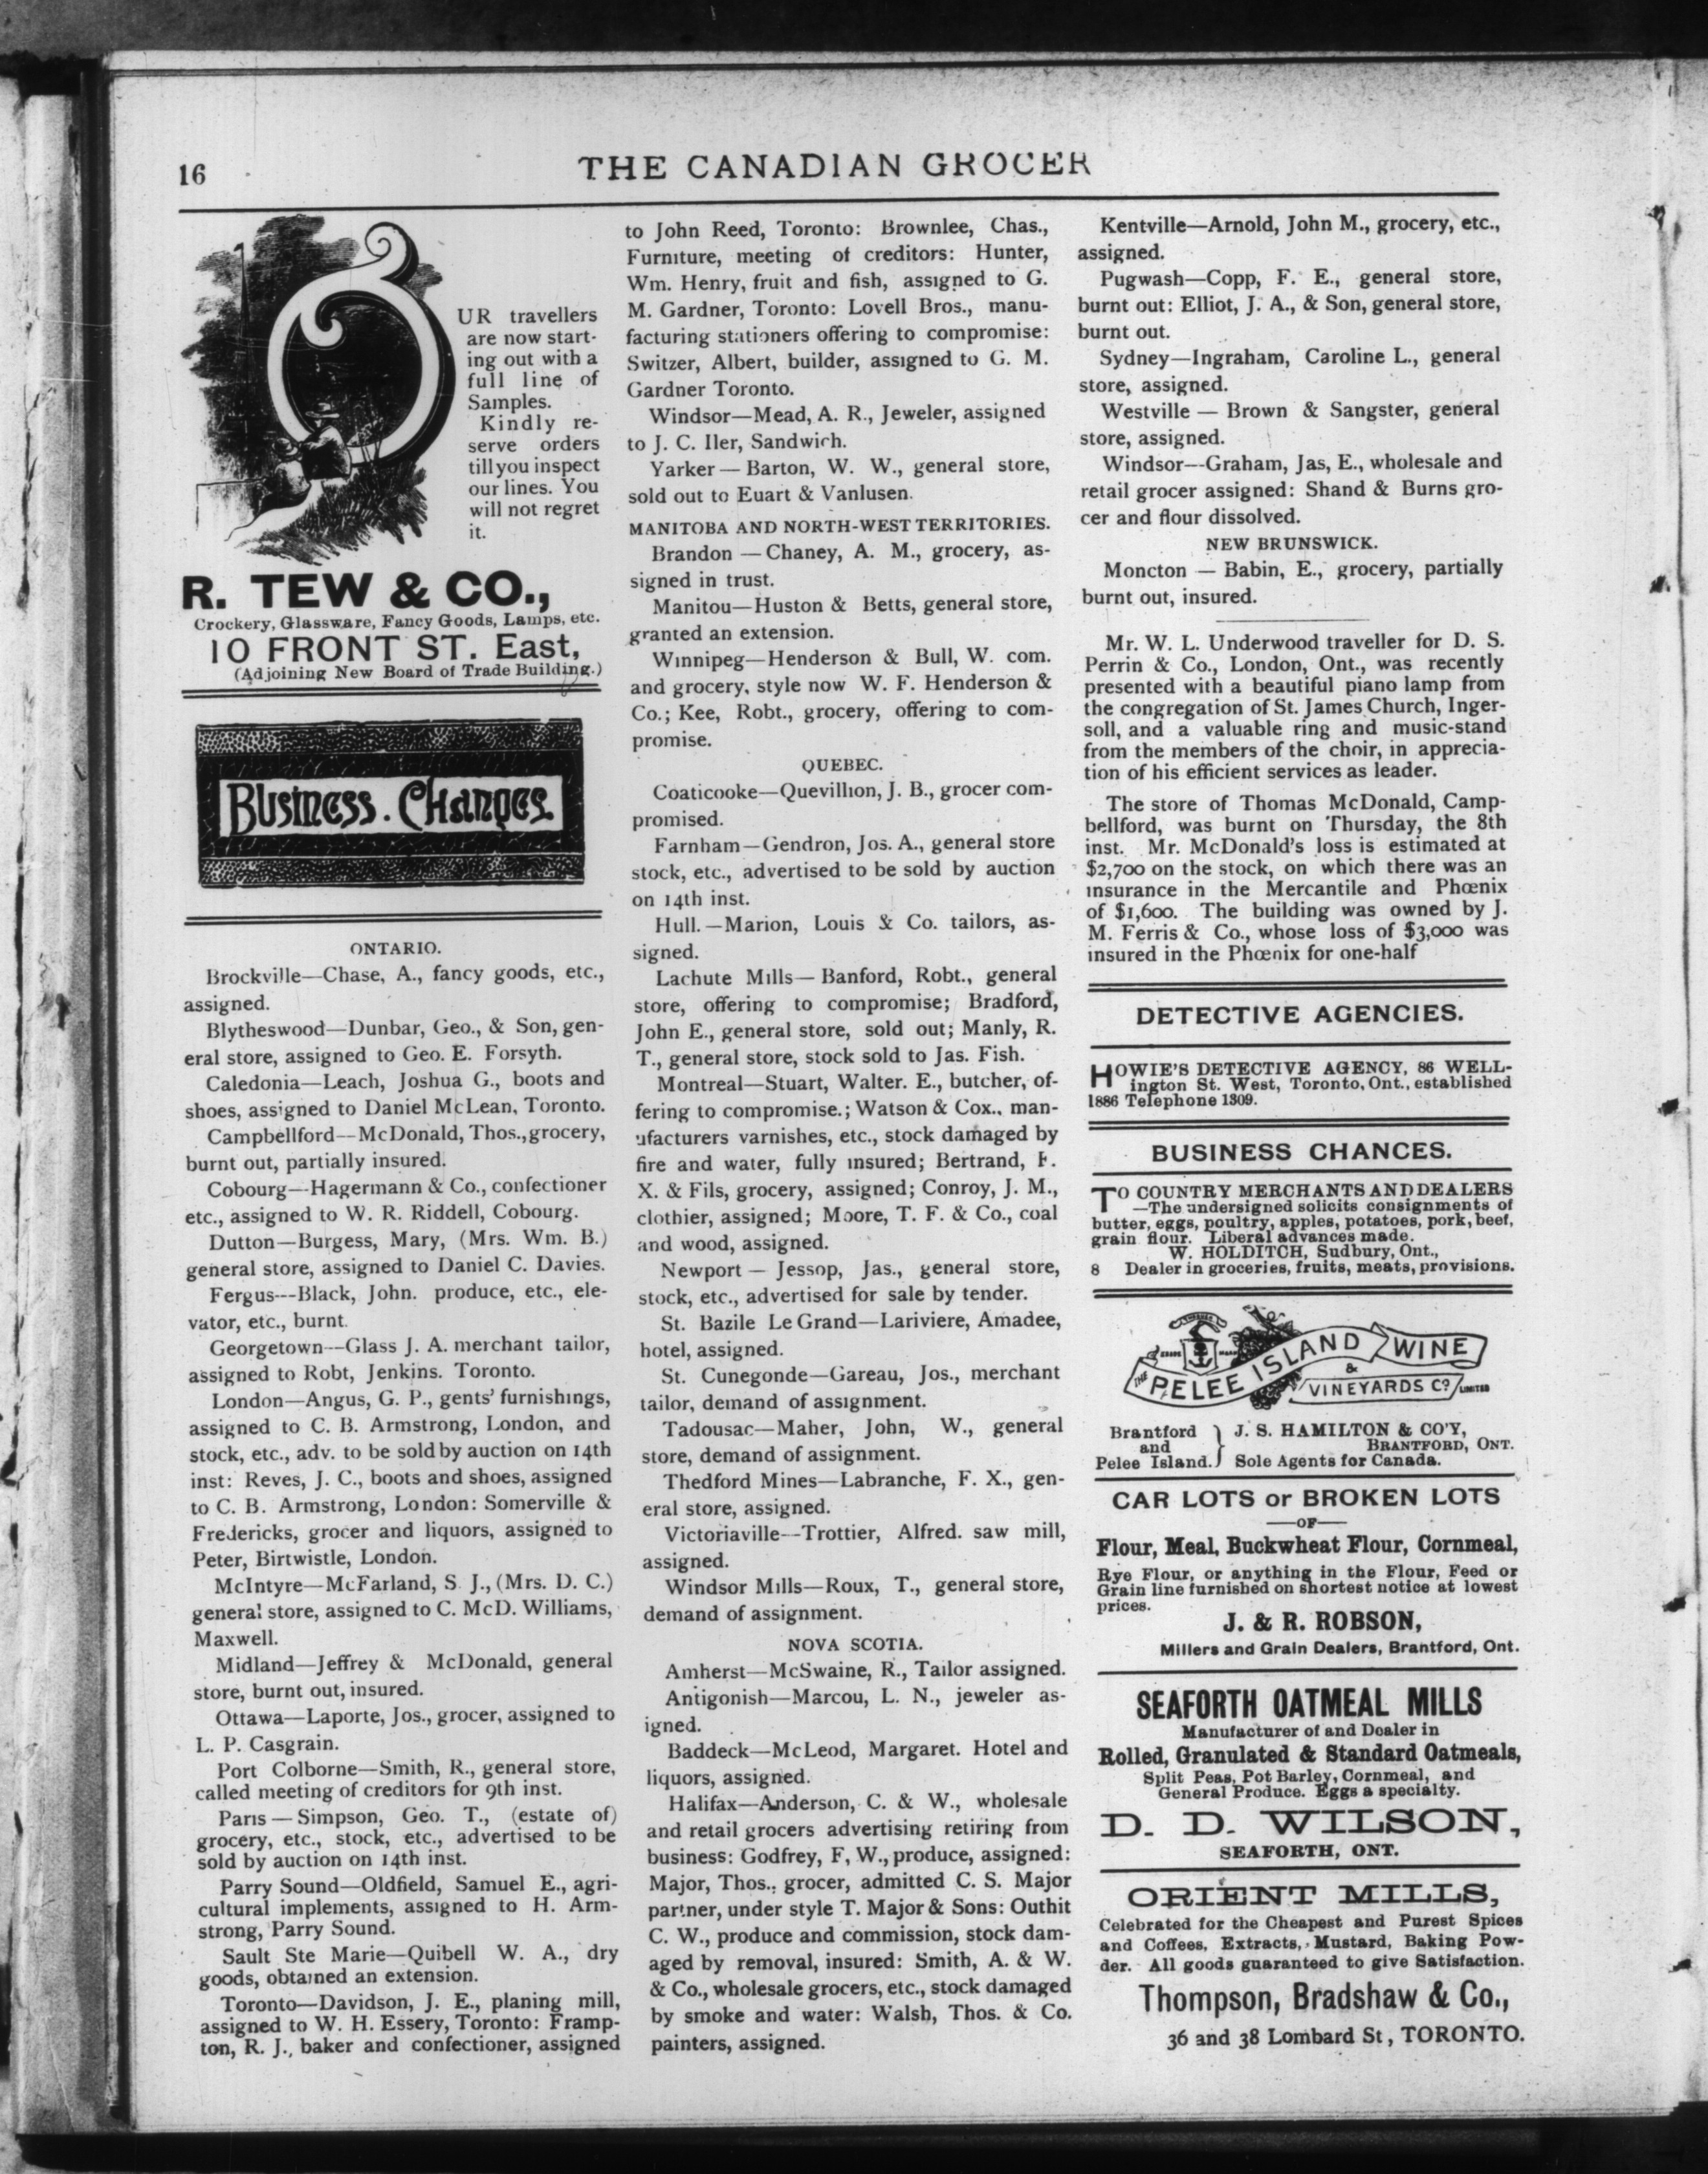 16
THE CANADIAN GROCER
OUR travellers
are now start-
ing out with a
full line of
Samples.
Kindly re-
serve orders
till you inspect
our lines. You
will not regret
it.
R. TEW & CO.,
Crockery, Glassware, Fancy Goods, Lamps, etc.
10 FRONT ST. East,
(Adjoining New Board of Trade Building.)
Business. Changes.
ONTARIO.
Brockville—Chase, A., fancy goods, etc.,
assigned.
Blytheswood—Dunbar, Geo., & Son, gen-
eral store, assigned to Geo. E. Forsyth.
Caledonia—Leach, Joshua G., boots and
shoes, assigned to Daniel McLean, Toronto.
Campbellford—McDonald, Thos., grocery,
burnt out, partially insured.
Cobourg—Hagermann & Co., confectioner
etc., assigned to W. R. Riddell, Cobourg.
Dutton—Burgess, Mary, (Mrs. Wm. B.)
general store, assigned to Daniel C. Davies.
Fergus—Black, John. produce, etc., ele-
vator, etc., burnt.
Georgetown—Glass J. A. merchant tailor,
assigned to Robt, Jenkins. Toronto.
London—Angus, G. P., gents' furnishings,
assigned to C. B. Armstrong, London, and
stock, etc., adv. to be sold by auction on 14th
inst: Reves, J. C., boots and shoes, assigned
to C. B. Armstrong, London: Somerville &
Fredericks, grocer and liquors, assigned to
Peter, Birtwistle, London.
McIntyre—McFarland, S. J., (Mrs. D. C.)
general store, assigned to C. McD. Williams,
Maxwell.
Midland—Jeffrey & McDonald, general
store, burnt out, insured.
Ottawa—Laporte, Jos., grocer, assigned to
L. P. Casgrain.
Port Colborne—Smith, R., general store,
called meeting of creditors for 9th inst.
Paris — Simpson, Geo. T., (estate of)
grocery, etc., stock, etc., advertised to be
sold by auction on 14th inst.
Parry Sound—Oldfield, Samuel E., agri-
cultural implements, assigned to H. Arm-
strong, Parry Sound.
Sault Ste Marie—Quibell W. A., dry
goods, obtained an extension.
Toronto—Davidson, J. E., planing mill,
assigned to W. H. Essery, Toronto: Framp-
ton, R. J., baker and confectioner, assigned
to John Reed, Toronto: Brownlee, Chas.,
Furniture, meeting of creditors: Hunter,
Wm. Henry, fruit and fish, assigned to G.
M. Gardner, Toronto: Lovell Bros., manu-
facturing stationers offering to compromise:
Switzer, Albert, builder, assigned to G. M.
Gardner Toronto.
Windsor—Mead, A. R., Jeweler, assigned
to J. C. Iler, Sandwich.
Yarker — Barton, W. W., general store,
sold out to Euart & Vanlusen.
MANITOBA AND NORTH-WEST TERRITORIES.
Brandon — Chaney, A. M., grocery, as-
signed in trust.
Manitou—Huston & Betts, general store,
granted an extension.
Winnipeg—Henderson & Bull, W. com.
and grocery, style now W. F. Henderson &
Co.; Kee, Robt., grocery, offering to com-
promise.
QUEBEC.
Coaticooke—Quevillion, J. B., grocer com-
promised.
Farnham—Gendron, Jos. A., general store
stock, etc., advertised to be sold by auction
on 14th inst.
Hull.—Marion, Louis & Co. tailors, as-
signed.
Lachute Mills— Banford, Robt., general
store, offering to compromise; Bradford,
John E., general store, sold out; Manly, R.
T., general store, stock sold to Jas. Fish.
Montreal—Stuart, Walter. E., butcher, of-
fering to compromise.; Watson & Cox., man-
ufacturers varnishes, etc., stock damaged by
fire and water, fully insured; Bertrand, F.
X. & Fils, grocery, assigned; Conroy, J. M.,
clothier, assigned; Moore, T. F. & Co., coal
and wood, assigned.
Newport — Jessop, Jas., general store,
stock, etc., advertised for sale by tender.
St. Bazile Le Grand—Lariviere, Amadee,
hotel, assigned.
St. Cunegonde—Gareau, Jos., merchant
tailor, demand of assignment.
Tadousac—Maher, John, W., general
store, demand of assignment.
Thedford Mines—Labranche, F. X., gen-
eral store, assigned.
Victoriaville—Trottier, Alfred. saw mill,
assigned.
Windsor Mills—Roux, T., general store,
demand of assignment.
NOVA SCOTIA.
Amherst—McSwaine, R., Tailor assigned.
Antigonish—Marcou, L. N., jeweler as-
igned.
Baddeck—McLeod, Margaret. Hotel and
liquors, assigned.
Halifax—Anderson, C. & W., wholesale
and retail grocers advertising retiring from
business: Godfrey, F, W., produce, assigned:
Major, Thos., grocer, admitted C. S. Major
partner, under style T. Major & Sons: Outhit
C. W., produce and commission, stock dam-
aged by removal, insured: Smith, A. & W.
& Co., wholesale grocers, etc., stock damaged
by smoke and water: Walsh, Thos. & Co.
painters, assigned.
Kentville—Arnold, John M., grocery, etc.,
assigned.
Pugwash—Copp, F. E., general store,
burnt out: Elliot, J. A., & Son, general store,
burnt out.
Sydney—Ingraham, Caroline L., general
store, assigned.
Westville — Brown & Sangster, general
store, assigned.
Windsor—Graham, Jas, E., wholesale and
retail grocer assigned: Shand & Burns gro-
cer and flour dissolved.
NEW BRUNSWICK.
Moncton — Babin, E., grocery, partially
burnt out, insured.
Mr. W. L. Underwood traveller for D. S.
Perrin & Co., London, Ont., was recently
presented with a beautiful piano lamp from
the congregation of St. James Church, Inger-
soll, and a valuable ring and music-stand
from the members of the choir, in apprecia-
tion of his efficient services as leader.
The store of Thomas McDonald, Camp-
bellford, was burnt on Thursday, the 8th
inst. Mr. McDonald's loss is estimated at
$2,700 on the stock, on which there was an
insurance in the Mercantile and Phœnix
of $1,600. The building was owned by J.
M. Ferris & Co., whose loss of $3,000 was
insured in the Phœnix for one-half
DETECTIVE AGENCIES.
HOWIE'S DETECTIVE AGENCY, 86 WELL-
ington St. West, Toronto, Ont., established
1886 Telephone 1309.
BUSINESS CHANCES.
TO COUNTRY MERCHANTS AND DEALERS
—The undersigned solicits consignments of
butter, eggs, poultry, apples, potatoes, pork, beef,
grain flour. Liberal advances made.
W. HOLDITCH, Sudbury, Ont.,
8 Dealer in groceries, fruits, meats, provisions.
TRADE MARK
THE PELEE ISLAND WINE
& VINEYARDS CO. LIMITED
Brantford and Pelee Island. } J. S. HAMILTON & CO'Y,
BRANTFORD, ONT.
Sole Agents for Canada.
CAR LOTS or BROKEN LOTS
—OF—
Flour, Meal, Buckwheat Flour, Cornmeal,
Rye Flour, or anything in the Flour, Feed or
Grain line furnished on shortest notice at lowest
prices.
J. & R. ROBSON,
Millers and Grain Dealers, Brantford, Ont.
SEAFORTH OATMEAL MILLS
Manufacturer of and Dealer in
Rolled, Granulated & Standard Oatmeals,
Split Peas, Pot Barley, Cornmeal, and
General Produce. Eggs a specialty.
D. D. WILSON,
SEAFORTH, ONT.
ORIENT MILLS,
Celebrated for the Cheapest and Purest Spices
and Coffees, Extracts, Mustard, Baking Pow-
der. All goods guaranteed to give Satisfaction.
Thompson, Bradshaw & Co.,
36 and 38 Lombard St, TORONTO.